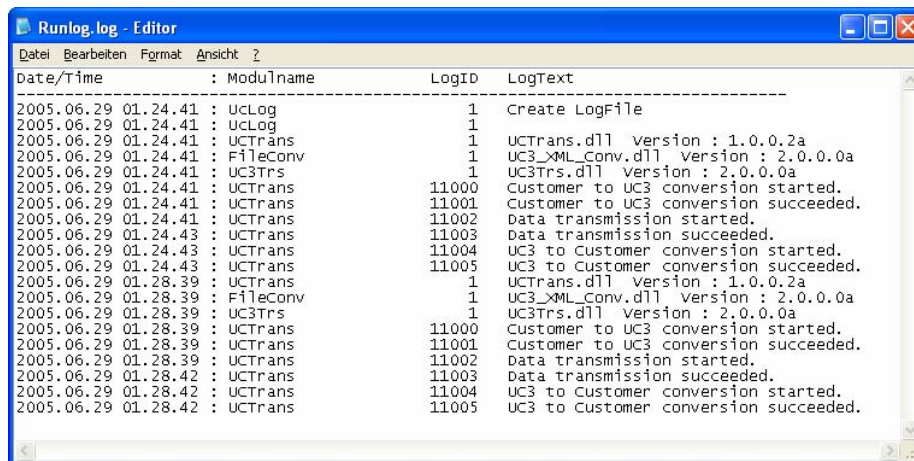 Runlog.log - Editor
Datei Bearbeiten Format Ansicht ?
Date/Time : Modulname LogID LogText
--------------------------------------------------------------------------------
2005.06.29 01.24.41 : UcLog 1 Create LogFile
2005.06.29 01.24.41 : UcLog 1
2005.06.29 01.24.41 : UCTrans 1 UCTrans.dll Version : 1.0.0.2a
2005.06.29 01.24.41 : FileConv 1 UC3_XML_Conv.dll Version : 2.0.0.0a
2005.06.29 01.24.41 : UC3Trs 1 UC3Trs.dll Version : 2.0.0.0a
2005.06.29 01.24.41 : UCTrans 11000 Customer to UC3 conversion started.
2005.06.29 01.24.41 : UCTrans 11001 Customer to UC3 conversion succeeded.
2005.06.29 01.24.41 : UCTrans 11002 Data transmission started.
2005.06.29 01.24.43 : UCTrans 11003 Data transmission succeeded.
2005.06.29 01.24.43 : UCTrans 11004 UC3 to Customer conversion started.
2005.06.29 01.24.43 : UCTrans 11005 UC3 to Customer conversion succeeded.
2005.06.29 01.28.39 : UCTrans 1 UCTrans.dll Version : 1.0.0.2a
2005.06.29 01.28.39 : FileConv 1 UC3_XML_Conv.dll Version : 2.0.0.0a
2005.06.29 01.28.39 : UC3Trs 1 UC3Trs.dll Version : 2.0.0.0a
2005.06.29 01.28.39 : UCTrans 11000 Customer to UC3 conversion started.
2005.06.29 01.28.39 : UCTrans 11001 Customer to UC3 conversion succeeded.
2005.06.29 01.28.39 : UCTrans 11002 Data transmission started.
2005.06.29 01.28.42 : UCTrans 11003 Data transmission succeeded.
2005.06.29 01.28.42 : UCTrans 11004 UC3 to Customer conversion started.
2005.06.29 01.28.42 : UCTrans 11005 UC3 to Customer conversion succeeded.